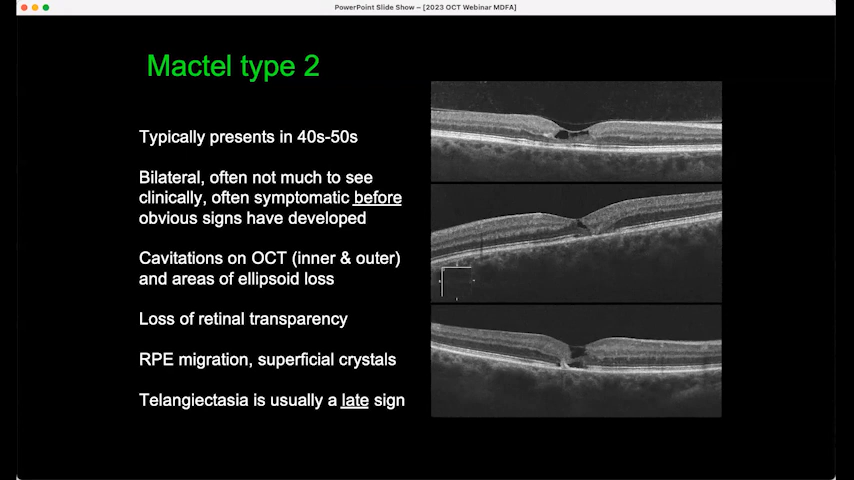 PowerPoint Slide Show – [2023 OCT Webinar MDFA]
Mactel type 2
Typically presents in 40s-50s
Bilateral, often not much to see
clinically, often symptomatic before
obvious signs have developed
Cavitations on OCT (inner & outer)
and areas of ellipsoid loss
Loss of retinal transparency
RPE migration, superficial crystals
Telangiectasia is usually a late sign